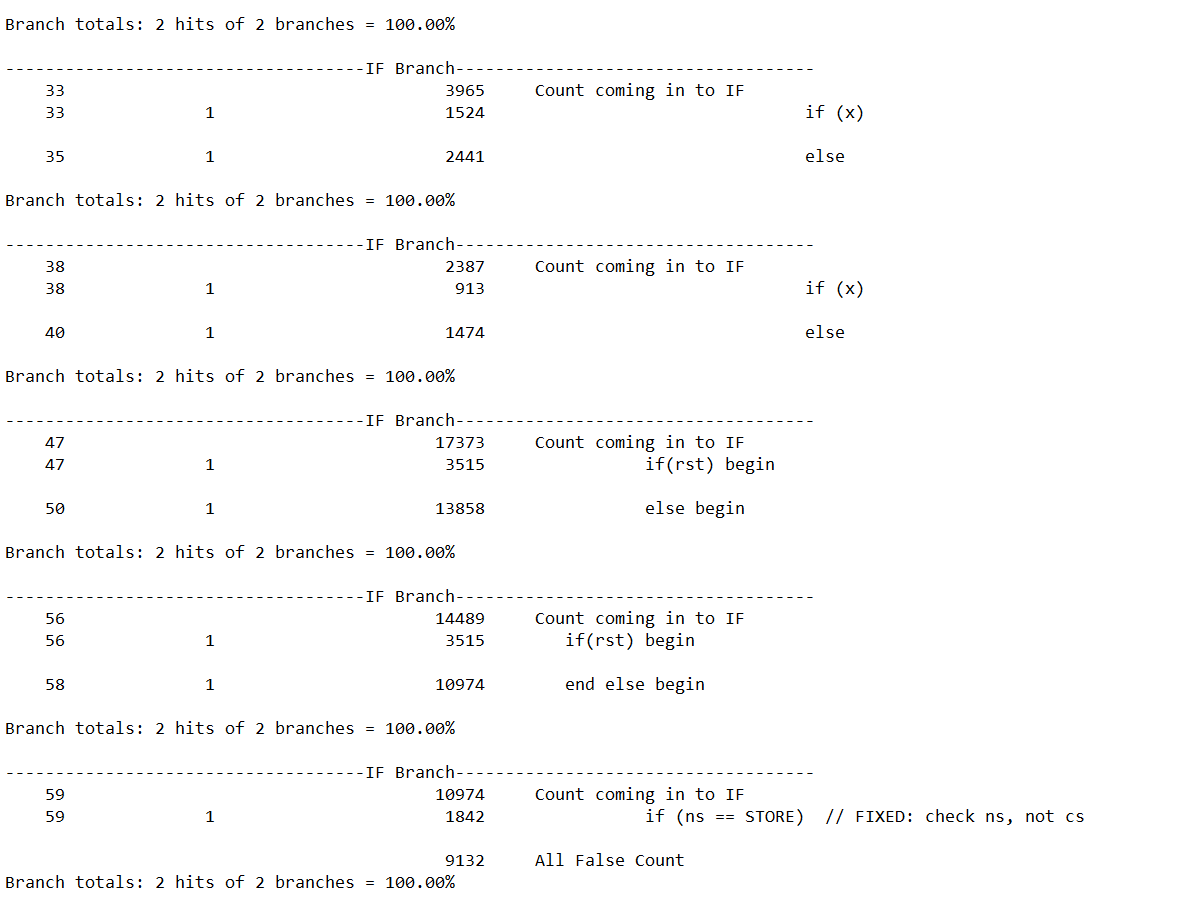 Branch totals: 2 hits of 2 branches = 100.00%
------------------------------------IF Branch------------------------------------
33 3965 Count coming in to IF
33 1 1524 if (x)
35 1 2441 else
Branch totals: 2 hits of 2 branches = 100.00%
------------------------------------IF Branch------------------------------------
38 2387 Count coming in to IF
38 1 913 if (x)
40 1 1474 else
Branch totals: 2 hits of 2 branches = 100.00%
------------------------------------IF Branch------------------------------------
47 17373 Count coming in to IF
47 1 3515 if(rst) begin
50 1 13858 else begin
Branch totals: 2 hits of 2 branches = 100.00%
------------------------------------IF Branch------------------------------------
56 14489 Count coming in to IF
56 1 3515 if(rst) begin
58 1 10974 end else begin
Branch totals: 2 hits of 2 branches = 100.00%
------------------------------------IF Branch------------------------------------
59 10974 Count coming in to IF
59 1 1842 if (ns == STORE) // FIXED: check ns, not cs
9132 All False Count
Branch totals: 2 hits of 2 branches = 100.00%